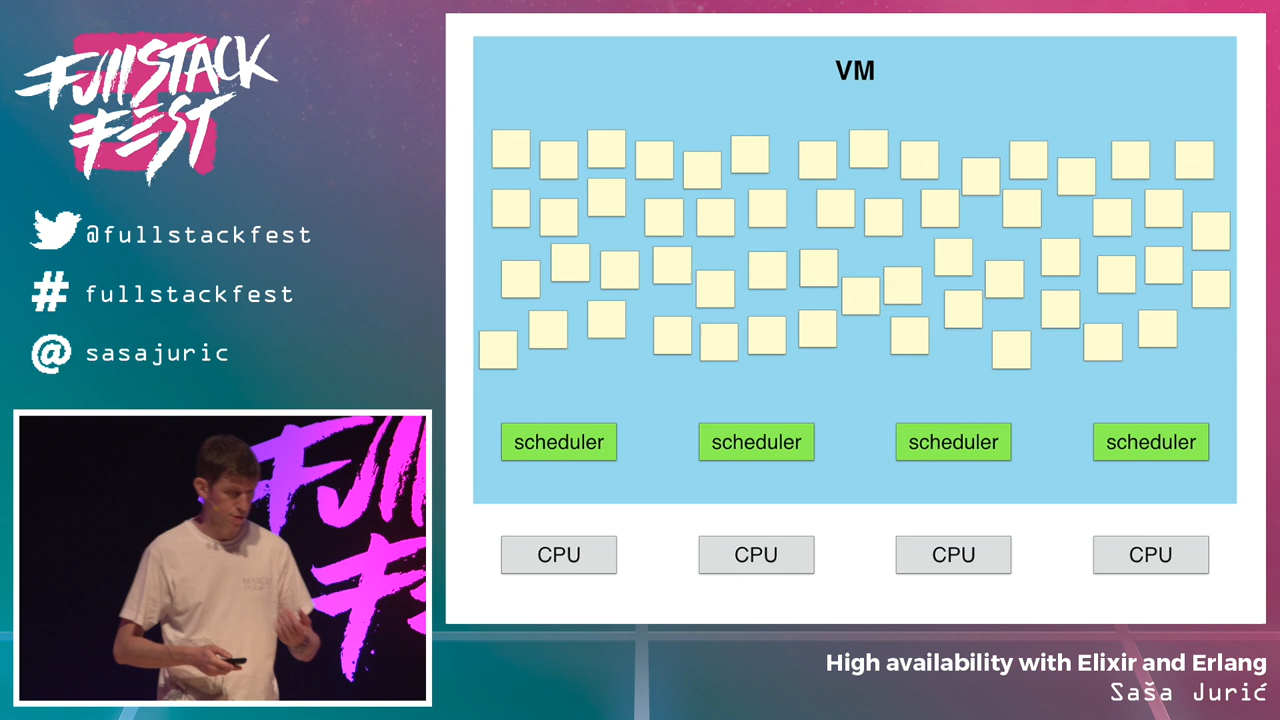 FullSTACK
FEST
@fullstackfest
# fullstackfest
@ sasajuric
VM
scheduler scheduler scheduler scheduler
CPU CPU CPU CPU
High availability with Elixir and Erlang
Saša Jurić